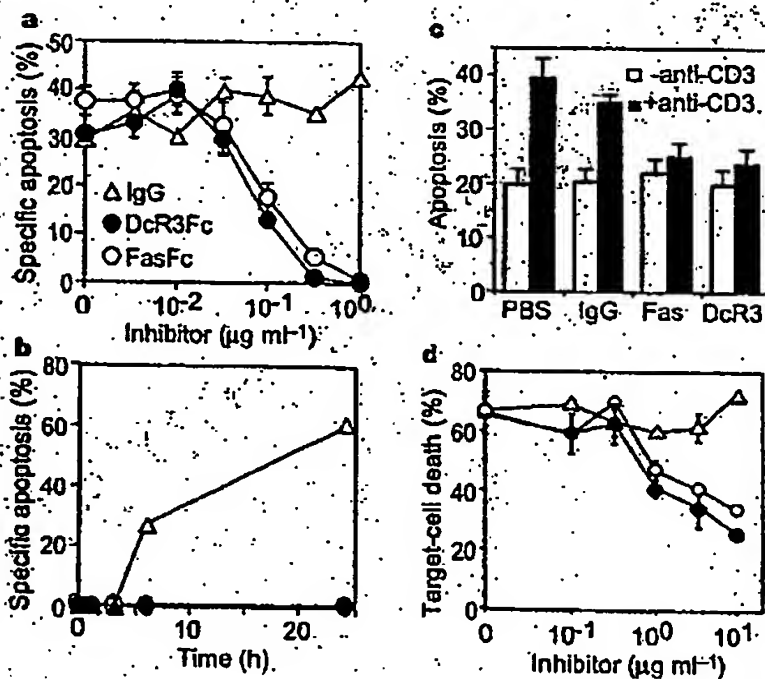 a
Specific apoptosis (%)
50
40
30
20
10
0
△ IgG
● DcR3Fc
○ FasFc
0 10⁻² 10⁻¹ 10⁰
Inhibitor (µg ml⁻¹)
b
Specific apoptosis (%)
80
60
40
20
0
0 10 20
Time (h)
c
Apoptosis (%)
40
30
20
10
0
□ -anti-CD3
■ +anti-CD3
PBS IgG Fas DcR3
d
Target-cell death (%)
80
60
40
20
0
0 10⁻¹ 10⁰ 10¹
Inhibitor (µg ml⁻¹)